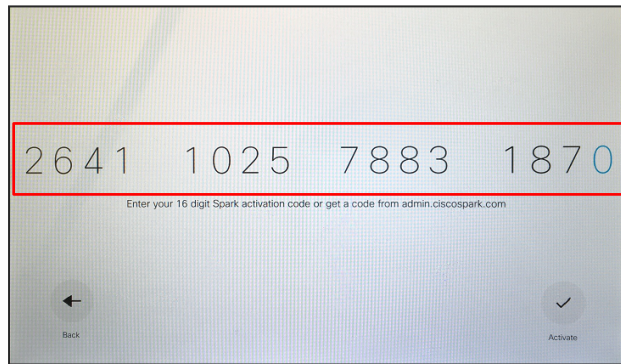 2641 1025 7883 1870
Enter your 16 digit Spark activation code or get a code from admin.ciscospark.com
Back
Activate